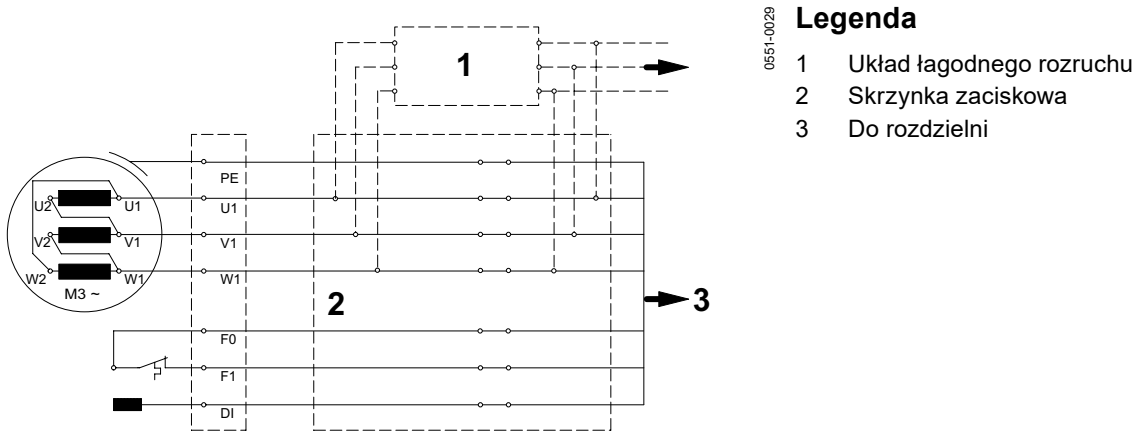 0551-0029
Legenda
1 Układ łagodnego rozruchu
2 Skrzynka zaciskowa
3 Do rozdzielni
1
PE
U2 U1 U1
V2 V1 V1
W2 W1 W1
M3 ~
2
3
F0
F1
DI